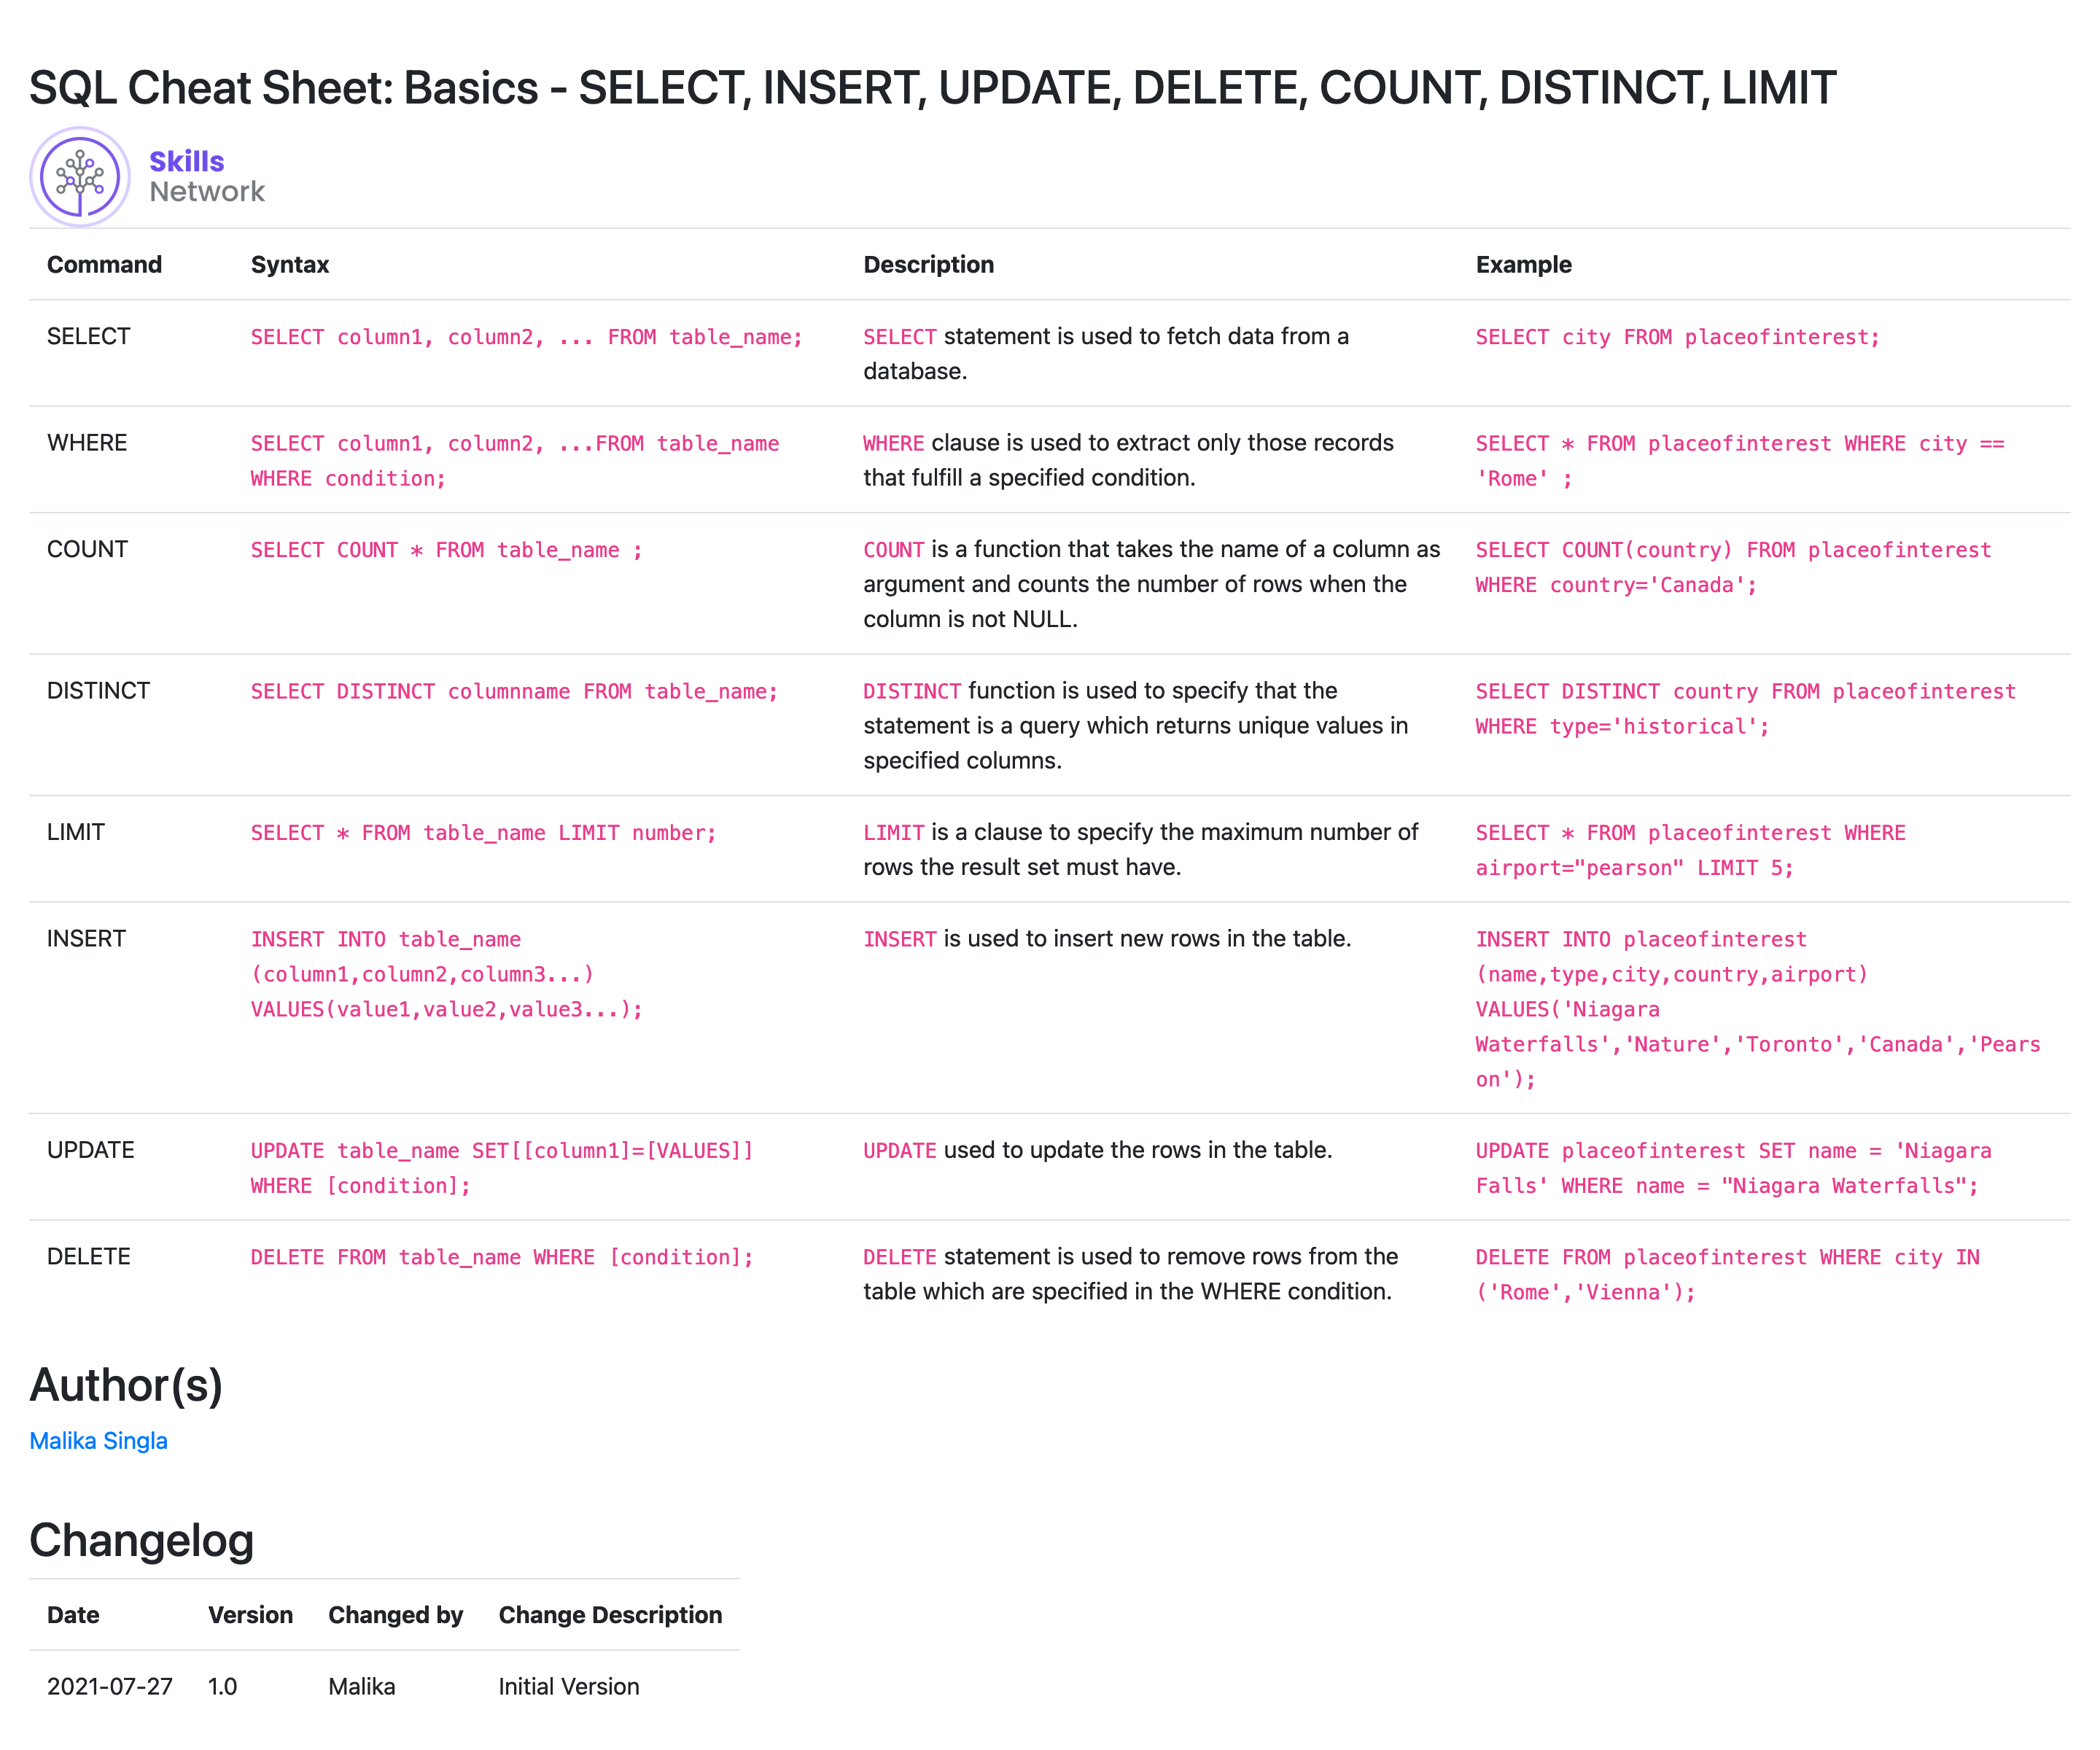 SQL Cheat Sheet: Basics - SELECT, INSERT, UPDATE, DELETE, COUNT, DISTINCT, LIMIT
Skills
Network
Command Syntax Description Example
SELECT SELECT column1, column2, ... FROM table_name; SELECT statement is used to fetch data from a SELECT city FROM placeofinterest;
database.
WHERE SELECT column1, column2, ...FROM table_name WHERE clause is used to extract only those records SELECT * FROM placeofinterest WHERE city ==
WHERE condition; that fulfill a specified condition. 'Rome' ;
COUNT SELECT COUNT * FROM table_name ; COUNT is a function that takes the name of a column as SELECT COUNT(country) FROM placeofinterest
argument and counts the number of rows when the WHERE country='Canada';
column is not NULL.
DISTINCT SELECT DISTINCT columnname FROM table_name; DISTINCT function is used to specify that the SELECT DISTINCT country FROM placeofinterest
statement is a query which returns unique values in WHERE type='historical';
specified columns.
LIMIT SELECT * FROM table_name LIMIT number; LIMIT is a clause to specify the maximum number of SELECT * FROM placeofinterest WHERE
rows the result set must have. airport="pearson" LIMIT 5;
INSERT INSERT INTO table_name INSERT is used to insert new rows in the table. INSERT INTO placeofinterest
(column1,column2,column3...) (name,type,city,country,airport)
VALUES(value1,value2,value3...); VALUES('Niagara
Waterfalls','Nature','Toronto','Canada','Pears
on');
UPDATE UPDATE table_name SET[[column1]=[VALUES]] UPDATE used to update the rows in the table. UPDATE placeofinterest SET name = 'Niagara
WHERE [condition]; Falls' WHERE name = "Niagara Waterfalls";
DELETE DELETE FROM table_name WHERE [condition]; DELETE statement is used to remove rows from the DELETE FROM placeofinterest WHERE city IN
table which are specified in the WHERE condition. ('Rome','Vienna');
Author(s)
Malika Singla
Changelog
Date Version Changed by Change Description
2021-07-27 1.0 Malika Initial Version